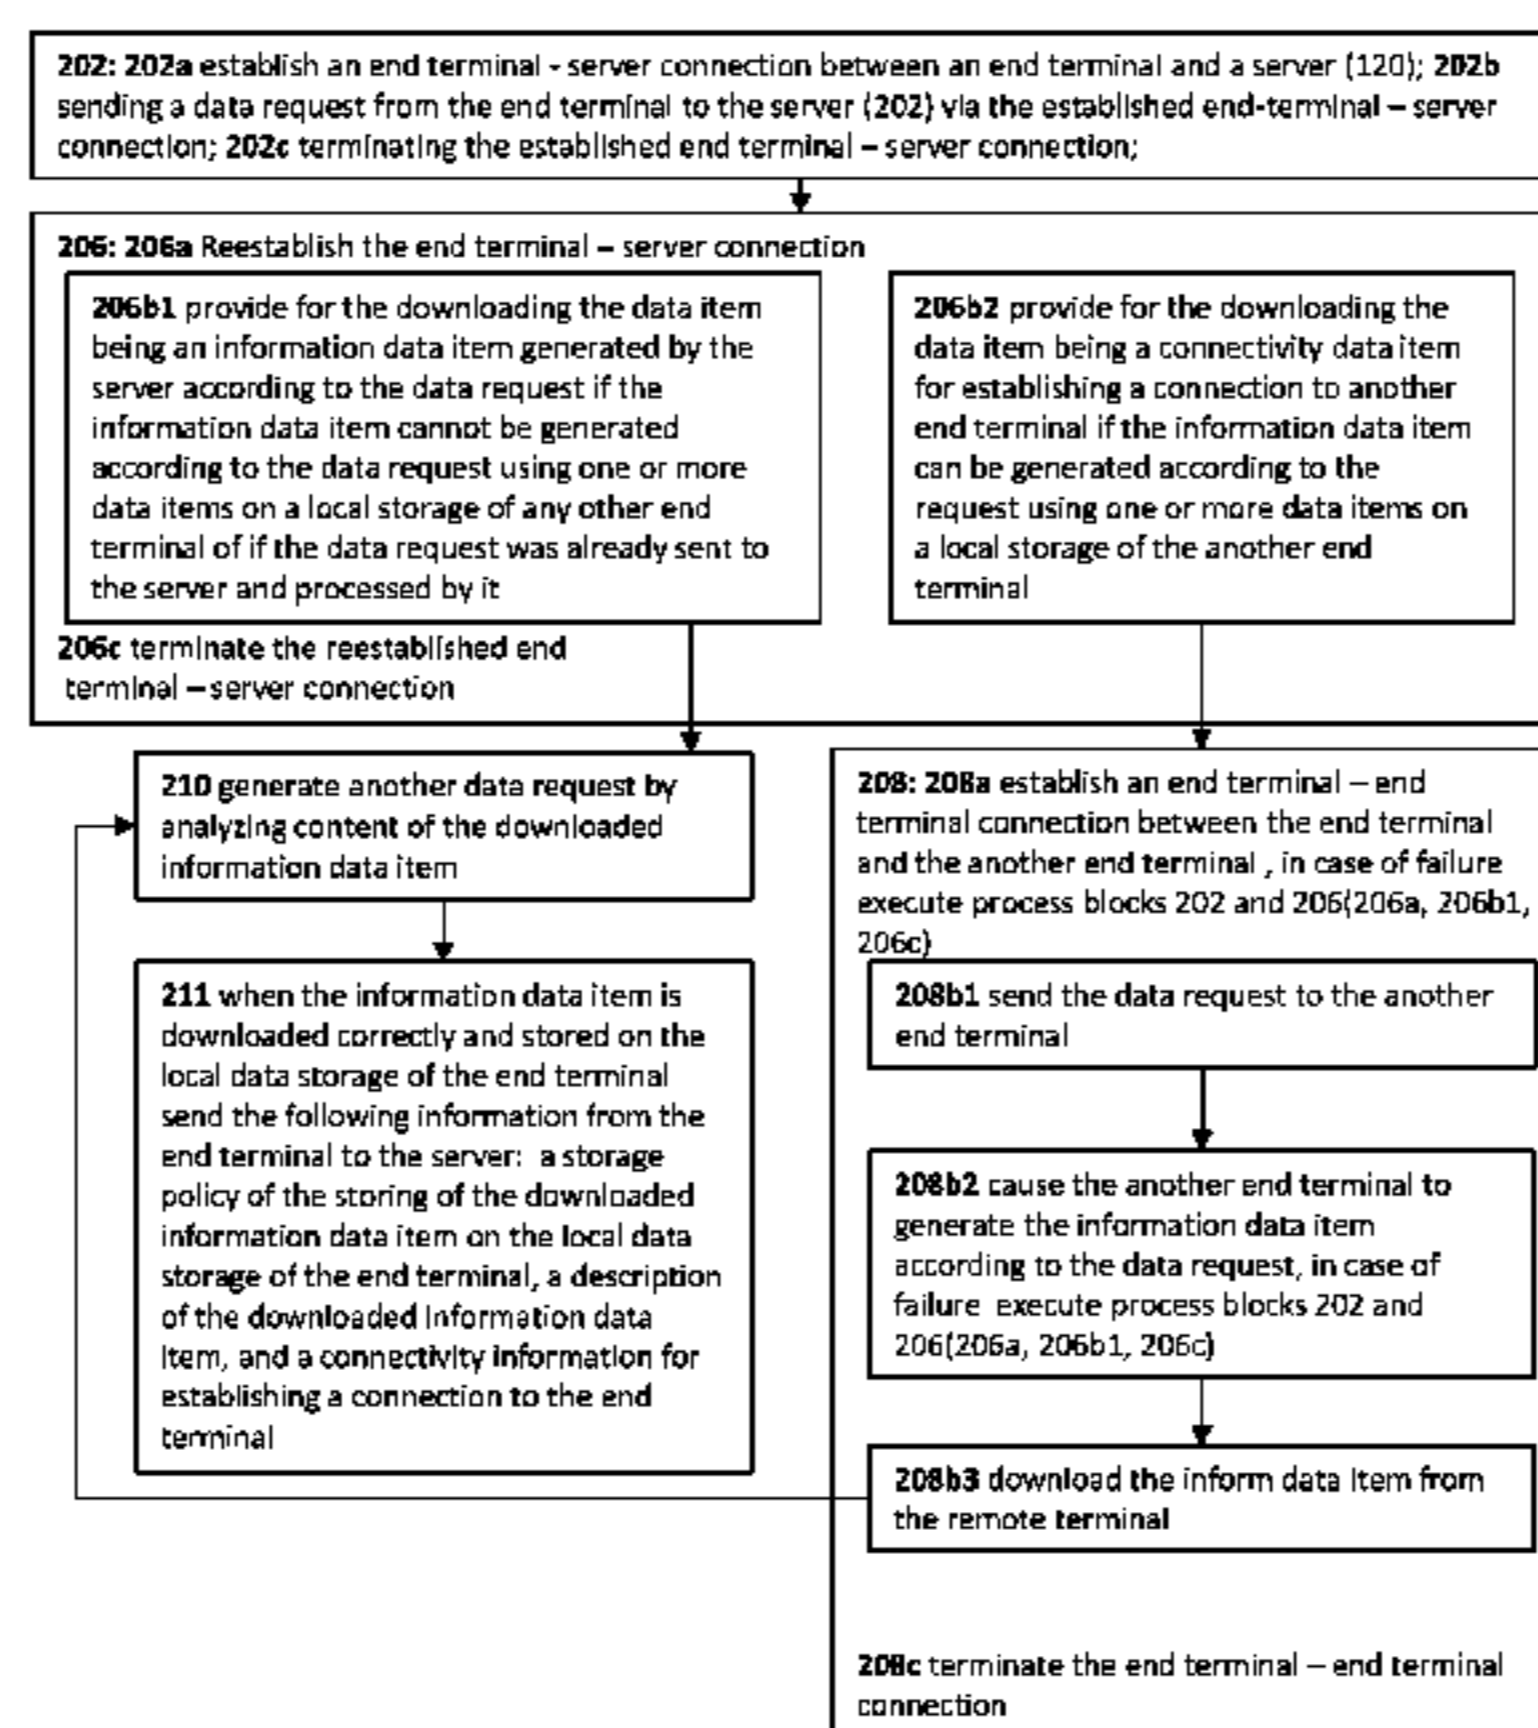 202: 202a establish an end terminal - server connection between an end terminal and a server (120); 202b
sending a data request from the end terminal to the server (202) via the established end-terminal – server
connection; 202c terminating the established end terminal – server connection;
206: 206a Reestablish the end terminal – server connection
206b1 provide for the downloading the data item
being an information data item generated by the
server according to the data request if the
information data item cannot be generated
according to the data request using one or more
data items on a local storage of any other end
terminal of if the data request was already sent to
the server and processed by it
206b2 provide for the downloading the
data item being a connectivity data item
for establishing a connection to another
end terminal if the information data item
can be generated according to the
request using one or more data items on
a local storage of the another end
terminal
206c terminate the reestablished end
terminal – server connection
210 generate another data request by
analyzing content of the downloaded
information data item
211 when the information data item is
downloaded correctly and stored on the
local data storage of the end terminal
send the following information from the
end terminal to the server: a storage
policy of the storing of the downloaded
information data item on the local data
storage of the end terminal, a description
of the downloaded Information data
item, and a connectivity information for
establishing a connection to the end
terminal
208: 208a establish an end terminal – end
terminal connection between the end terminal
and the another end terminal , in case of failure
execute process blocks 202 and 206(206a, 206b1,
206c)
208b1 send the data request to the another
end terminal
208b2 cause the another end terminal to
generate the information data item
according to the data request, in case of
failure execute process blocks 202 and
206(206a, 206b1, 206c)
208b3 download the inform data item from
the remote terminal
208c terminate the end terminal – end terminal
connection